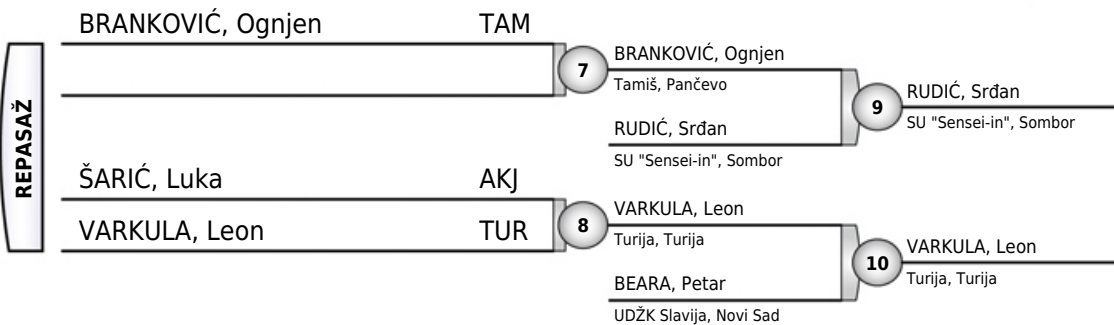 REPASAŽ
BRANKOVIĆ, Ognjen TAM
7
BRANKOVIĆ, Ognjen
Tamiš, Pančevo
RUDIĆ, Srđan
SU "Sensei-in", Sombor
9
RUDIĆ, Srđan
SU "Sensei-in", Sombor
ŠARIĆ, Luka AKJ
VARKULA, Leon TUR
8
VARKULA, Leon
Turija, Turija
BEARA, Petar
UDŽK Slavija, Novi Sad
10
VARKULA, Leon
Turija, Turija